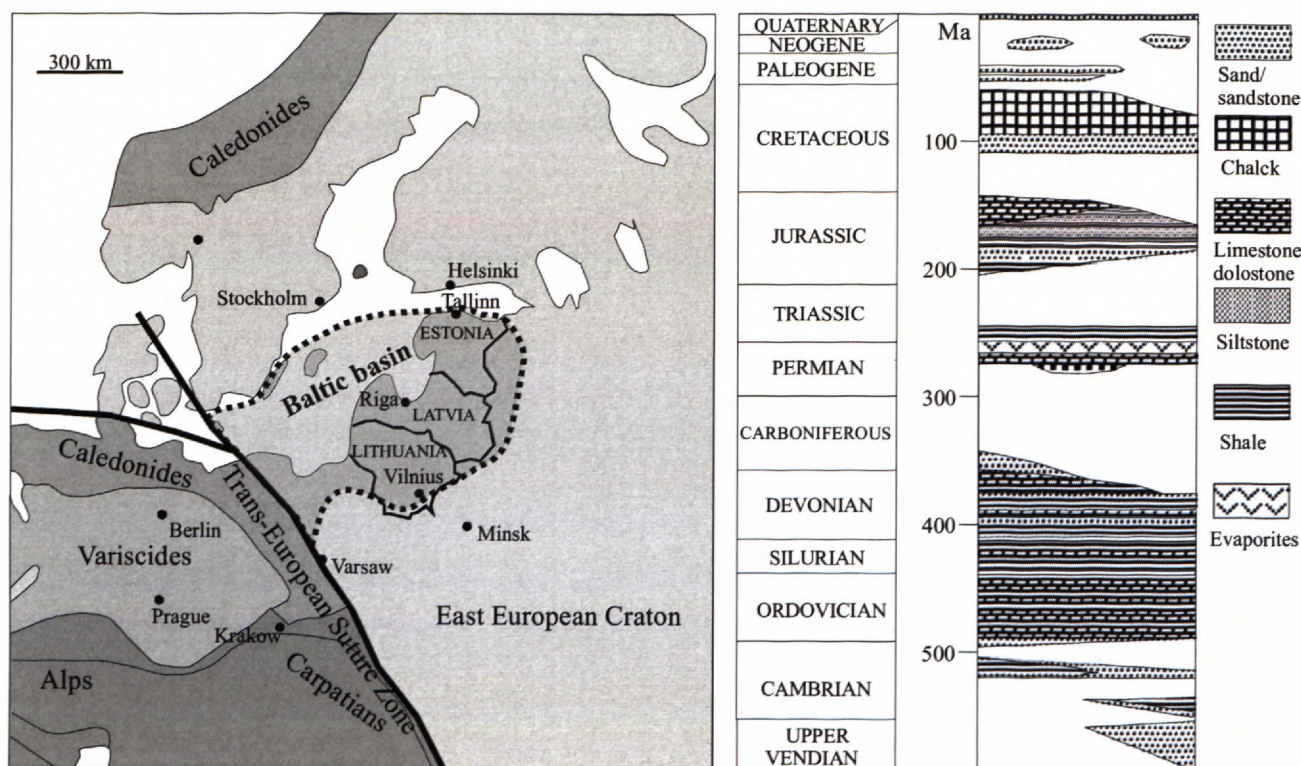 300 km
Caledonides
Helsinki
Stockholm
Tallinn
ESTONIA
Baltic basin
Riga
LATVIA
LITHUANIA
Vilnius
Caledonides
Trans-European Suture Zone
Berlin
Minsk
Variscides
Varsaw
Prague
East European Craton
Krakow
Alps
Carpatians
QUATERNARY
NEOGENE
PALEOGENE
CRETACEOUS
JURASSIC
TRIASSIC
PERMIAN
CARBONIFEROUS
DEVONIAN
SILURIAN
ORDOVICIAN
CAMBRIAN
UPPER
VENDIAN
Ma
100
200
300
400
500
Sand/
sandstone
Chalck
Limestone
dolostone
Siltstone
Shale
Evaporites